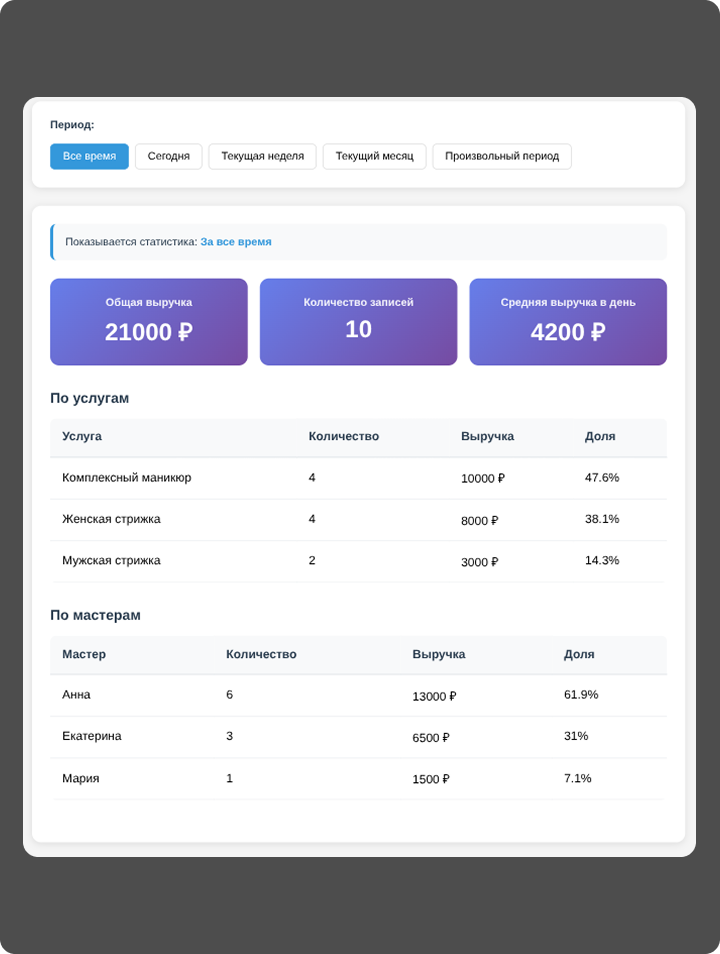 Период:
Все время Сегодня Текущая неделя Текущий месяц Произвольный период
Показывается статистика: За все время
Общая выручка Количество записей Средняя выручка в день
21000 ₽ 10 4200 ₽
По услугам
Услуга Количество Выручка Доля
Комплексный маникюр 4 10000 ₽ 47.6%
Женская стрижка 4 8000 ₽ 38.1%
Мужская стрижка 2 3000 ₽ 14.3%
По мастерам
Мастер Количество Выручка Доля
Анна 6 13000 ₽ 61.9%
Екатерина 3 6500 ₽ 31%
Мария 1 1500 ₽ 7.1%